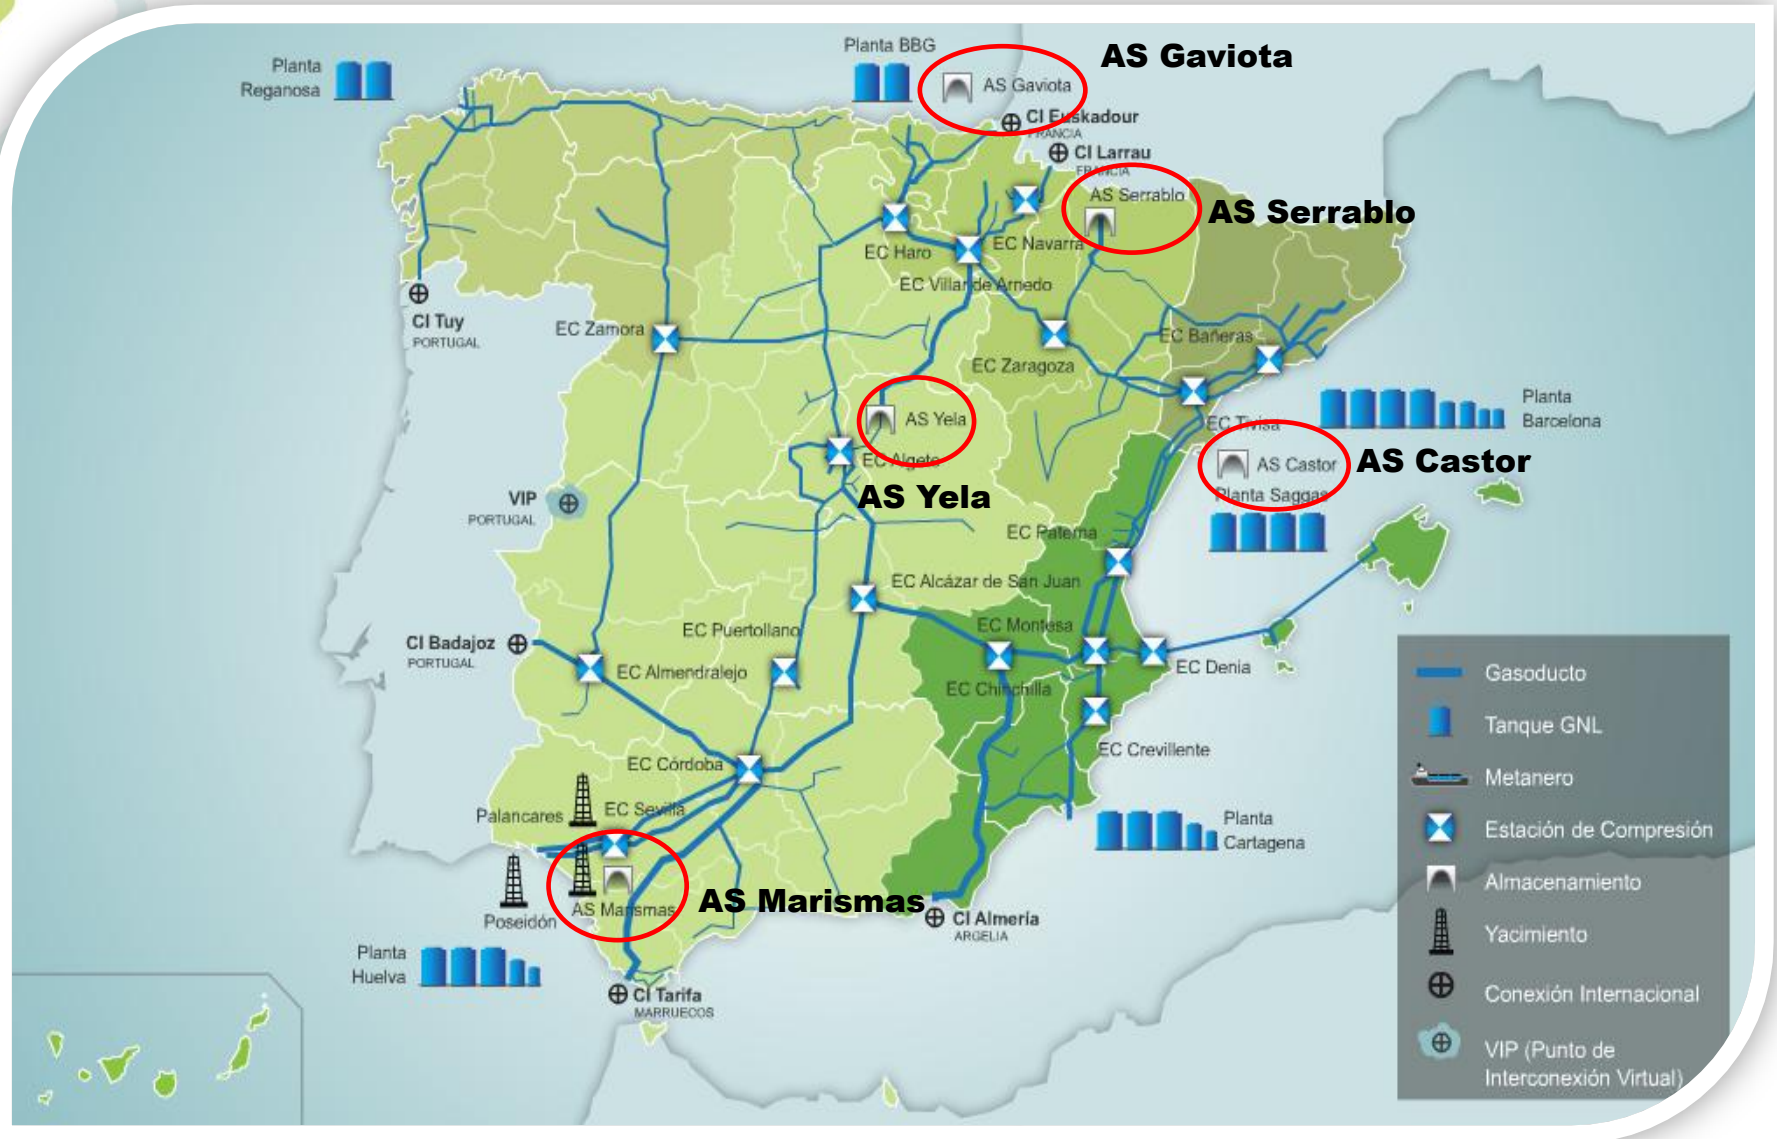 Planta
Reganosa
Planta BBG
AS Gaviota
AS Gaviota
CI Euskadour
FRANCIA
CI Larrau
FRANCIA
AS Serrablo
AS Serrablo
EC Haro
EC Navarra
EC Villar de Arnedo
CI Tuy
PORTUGAL
EC Zamora
EC Zaragoza
EC Bañeras
Planta
Barcelona
AS Yela
EC Tivisa
EC Algete
AS Castor
AS Castor
Planta Saggas
AS Yela
VIP
PORTUGAL
EC Paterna
EC Alcázar de San Juan
EC Puertollano
EC Montesa
CI Badajoz
PORTUGAL
EC Almendralejo
EC Denia
EC Chinchilla
EC Crevillente
EC Córdoba
Palancares
EC Sevilla
Planta
Cartagena
AS Marismas
AS Marismas
Poseidón
CI Almería
ARGELIA
Planta
Huelva
CI Tarifa
MARRUECOS
Gasoducto
Tanque GNL
Metanero
Estación de Compresión
Almacenamiento
Yacimiento
Conexión Internacional
VIP (Punto de
Interconexión Virtual)